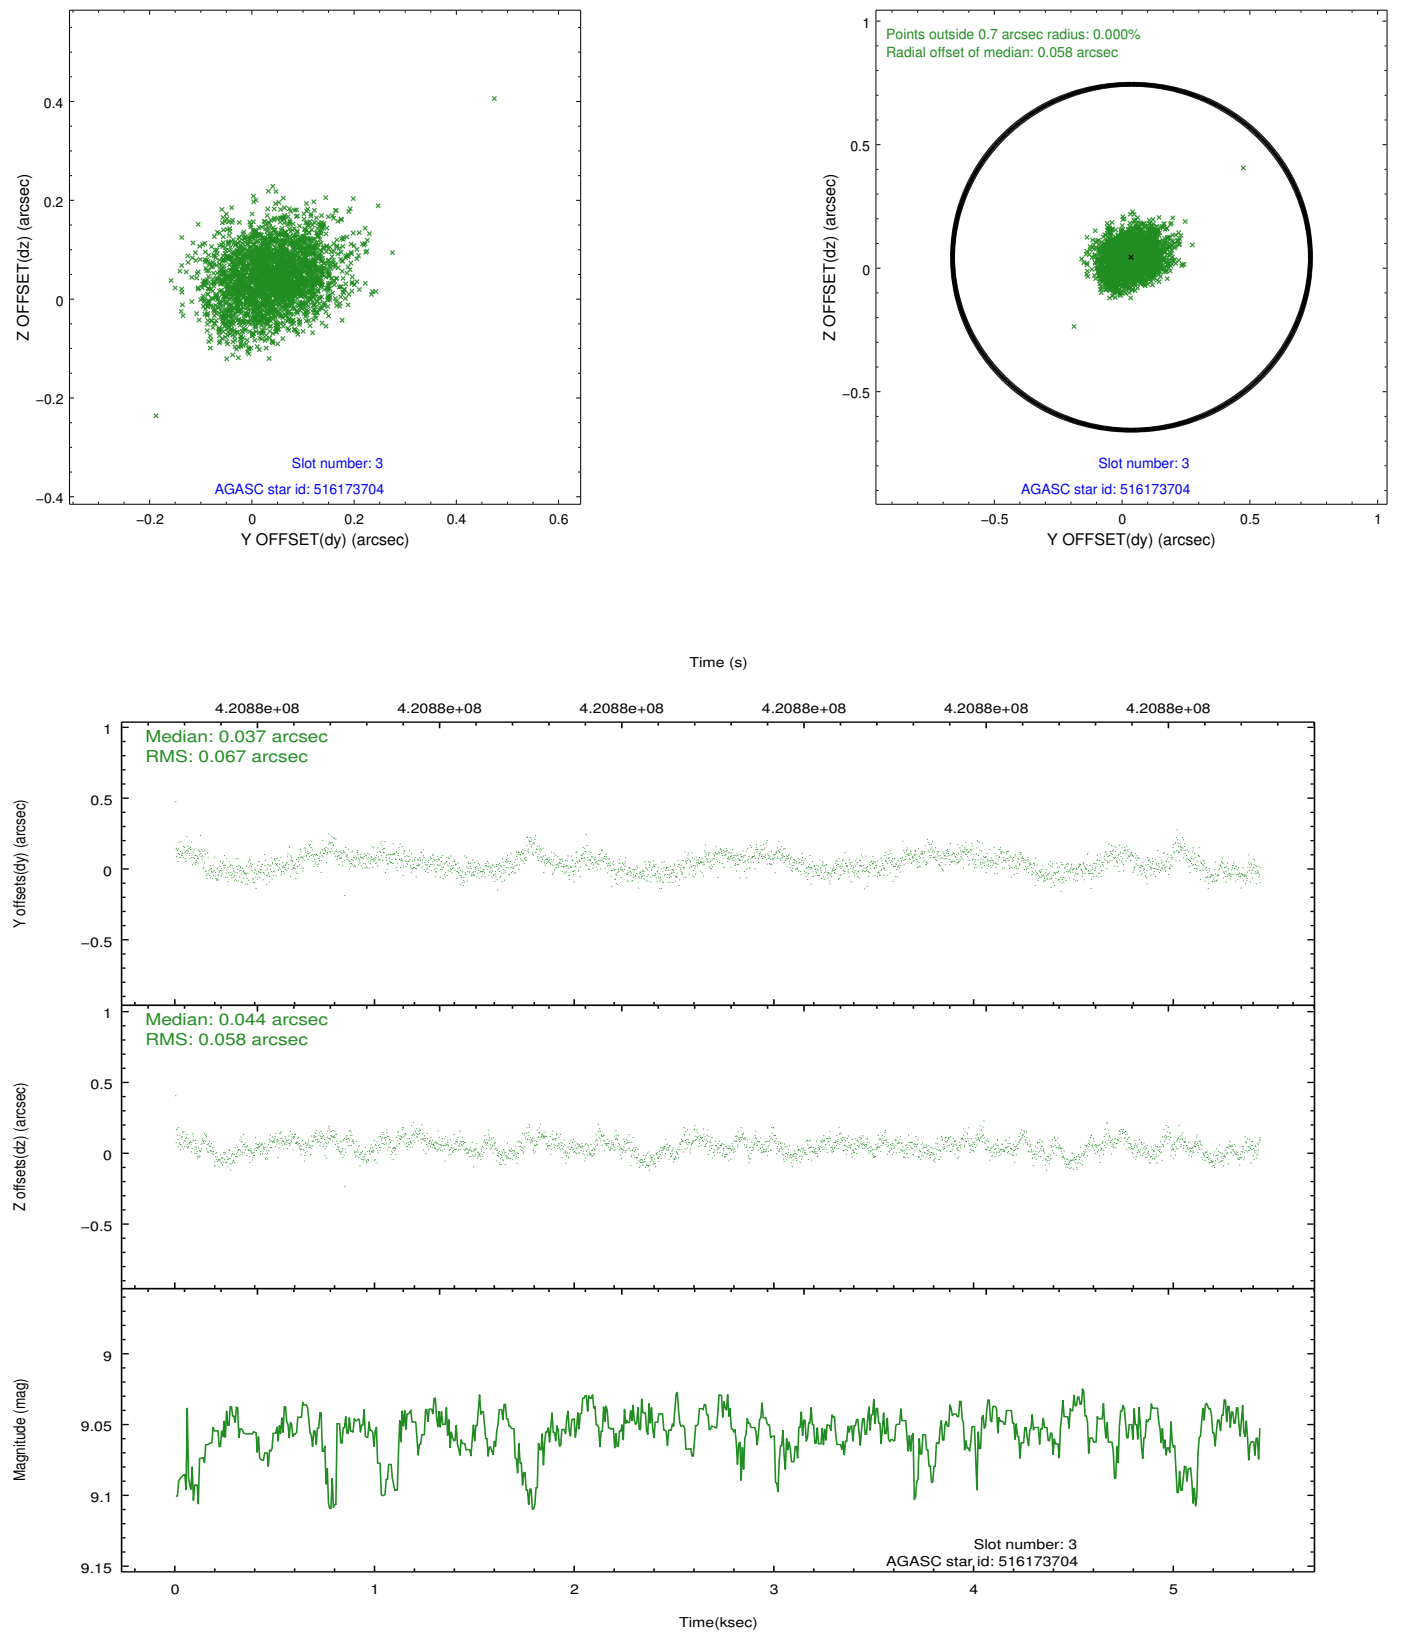 0.4
0.2
0
−0.2
−0.4
−0.2
0
0.2
0.4
0.6
Z OFFSET(dz) (arcsec)
Y OFFSET(dy) (arcsec)
Slot number: 3
AGASC star id: 516173704
Points outside 0.7 arcsec radius: 0.000%
Radial offset of median: 0.058 arcsec
1
0.5
0
−0.5
−0.5
0
0.5
1
Z OFFSET(dz) (arcsec)
Y OFFSET(dy) (arcsec)
Slot number: 3
AGASC star id: 516173704
Time (s)
4.2088e+08
4.2088e+08
4.2088e+08
4.2088e+08
4.2088e+08
4.2088e+08
Median: 0.037 arcsec
RMS: 0.067 arcsec
1
0.5
0
−0.5
Y offsets(dy) (arcsec)
Median: 0.044 arcsec
RMS: 0.058 arcsec
1
0.5
0
−0.5
Z offsets(dz) (arcsec)
9
9.05
9.1
9.15
Magnitude (mag)
Slot number: 3
AGASC star id: 516173704
0
1
2
3
4
5
Time(ksec)